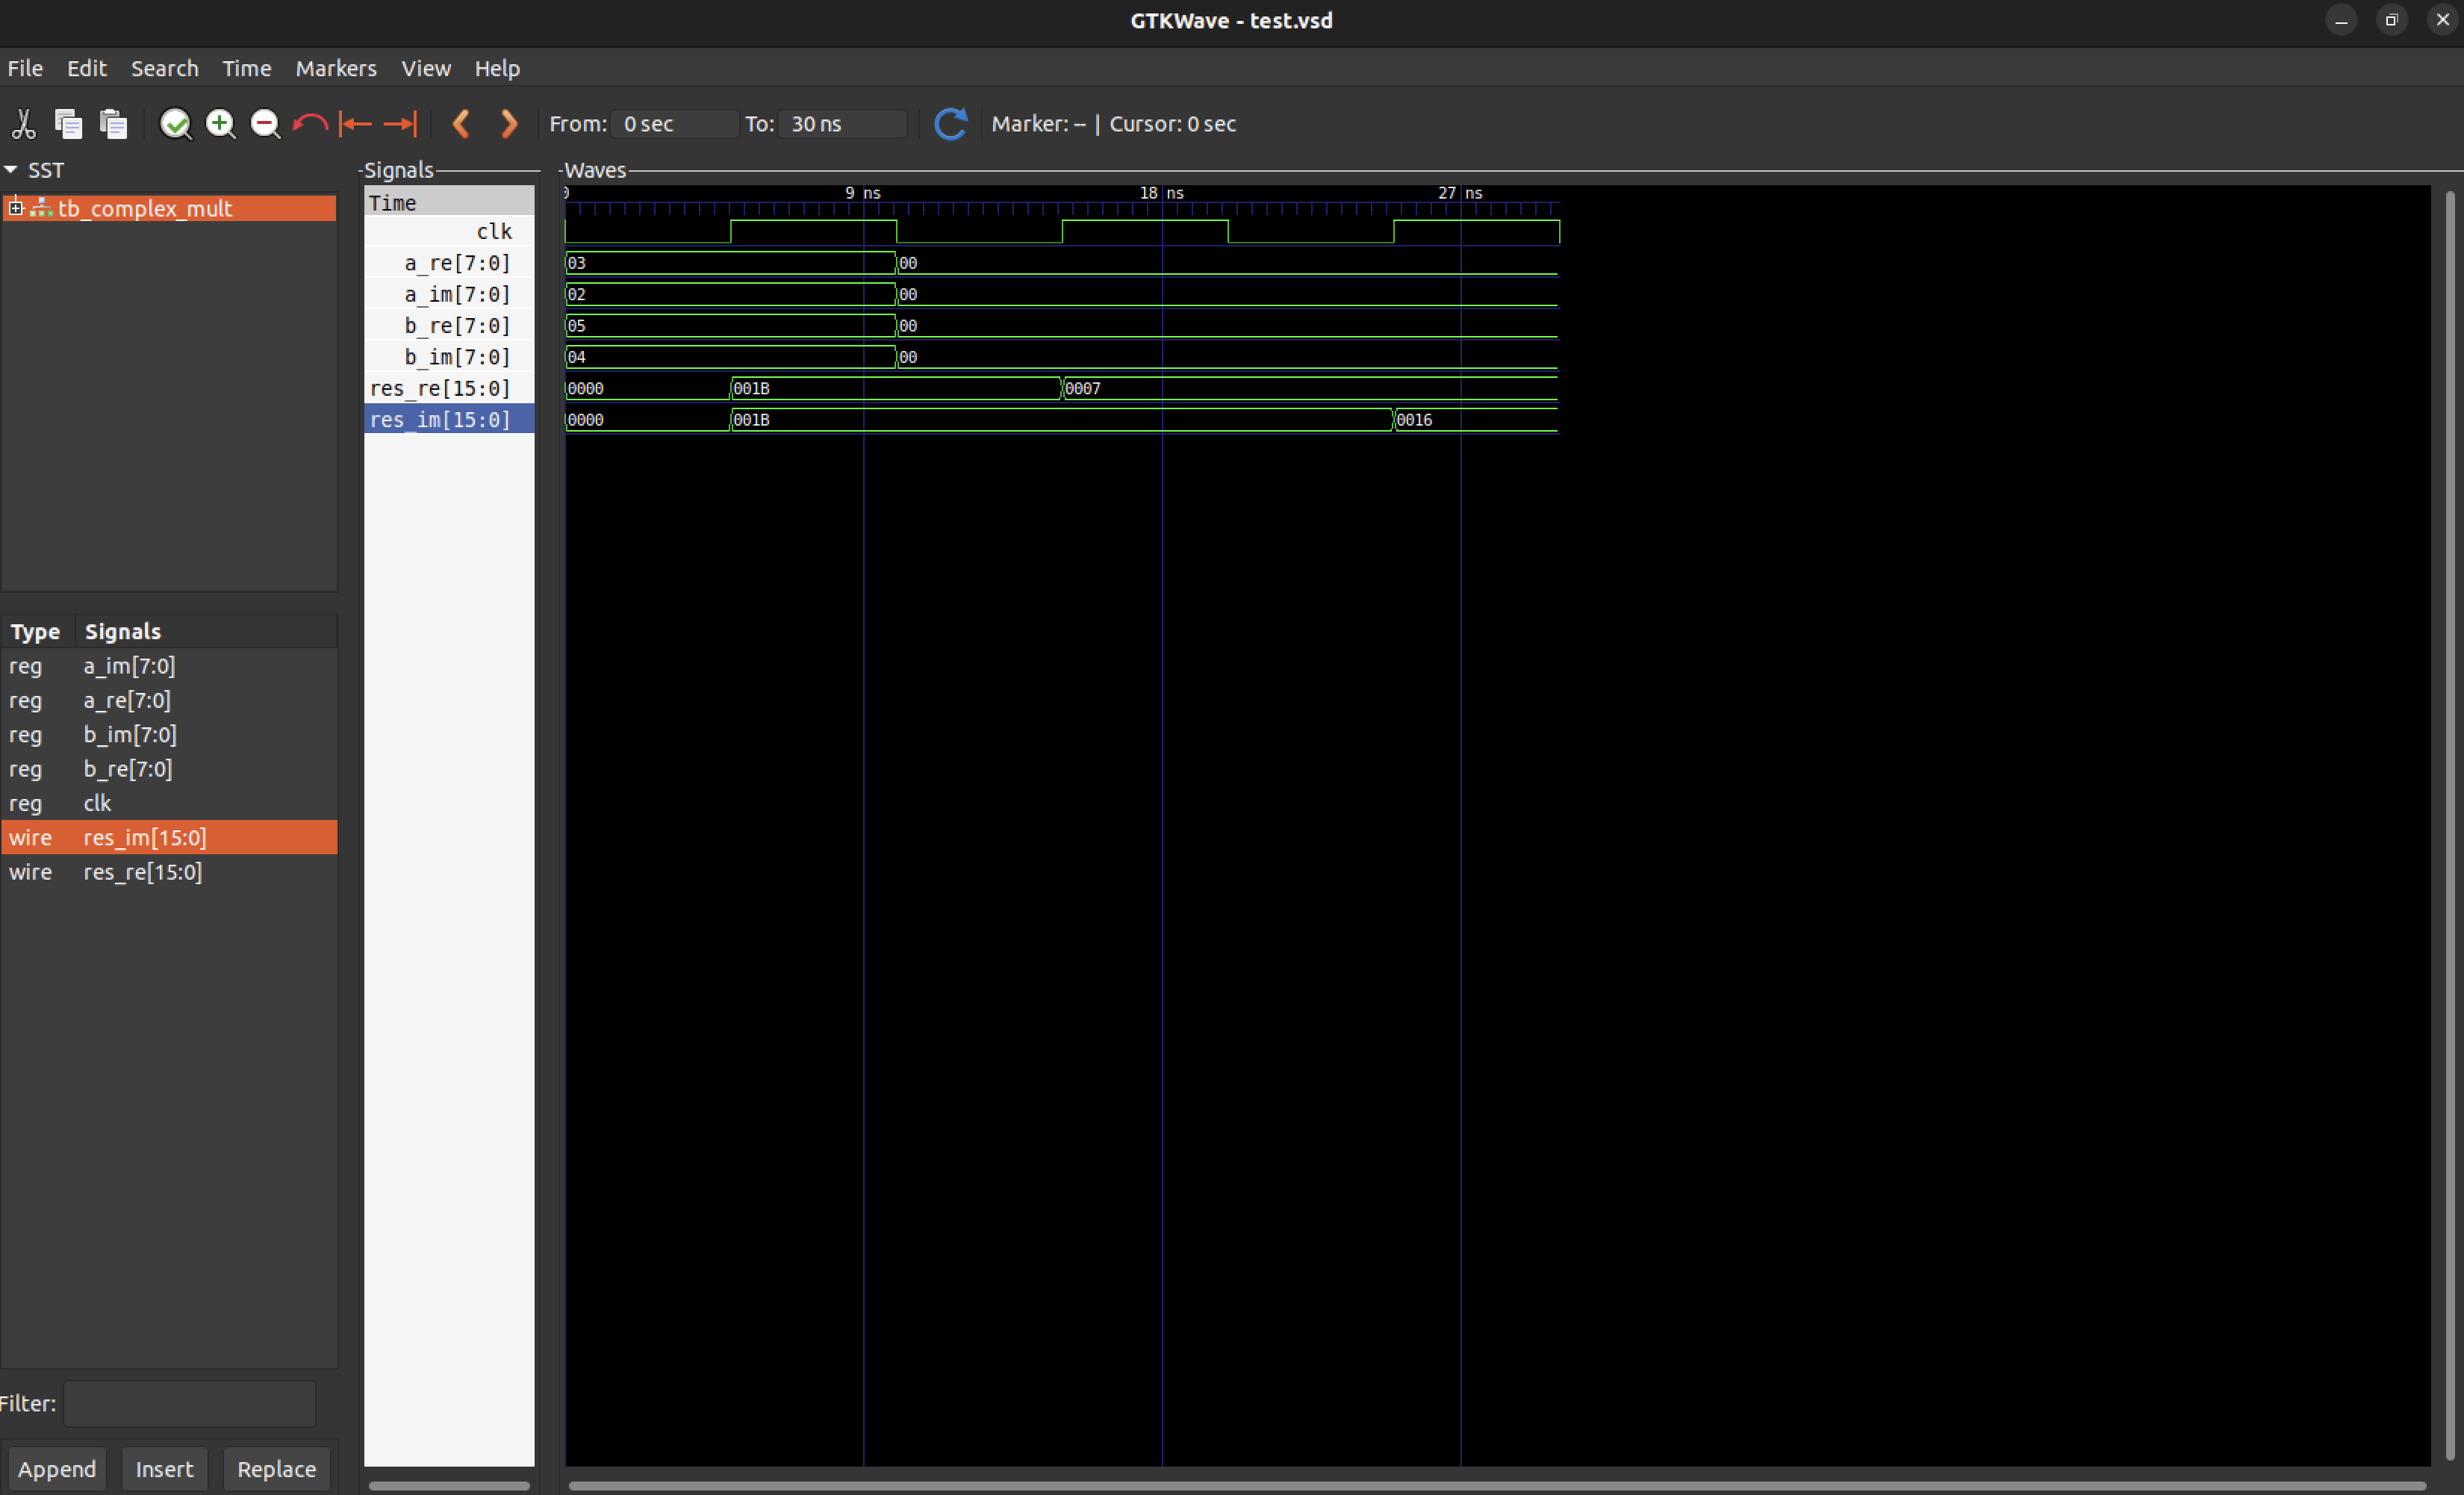 GTKWave - test.vsd
File Edit Search Time Markers View Help
From: 0 sec To: 30 ns Marker: -- | Cursor: 0 sec
SST
tb_complex_mult
Type Signals
reg a_im[7:0]
reg a_re[7:0]
reg b_im[7:0]
reg b_re[7:0]
reg clk
wire res_im[15:0]
wire res_re[15:0]
Filter:
Append Insert Replace
Signals
Time
clk
a_re[7:0]
a_im[7:0]
b_re[7:0]
b_im[7:0]
res_re[15:0]
res_im[15:0]
Waves
0 9 ns 18 ns 27 ns
03 00
02 00
05 00
04 00
0000 001B 0007
0000 001B 0016